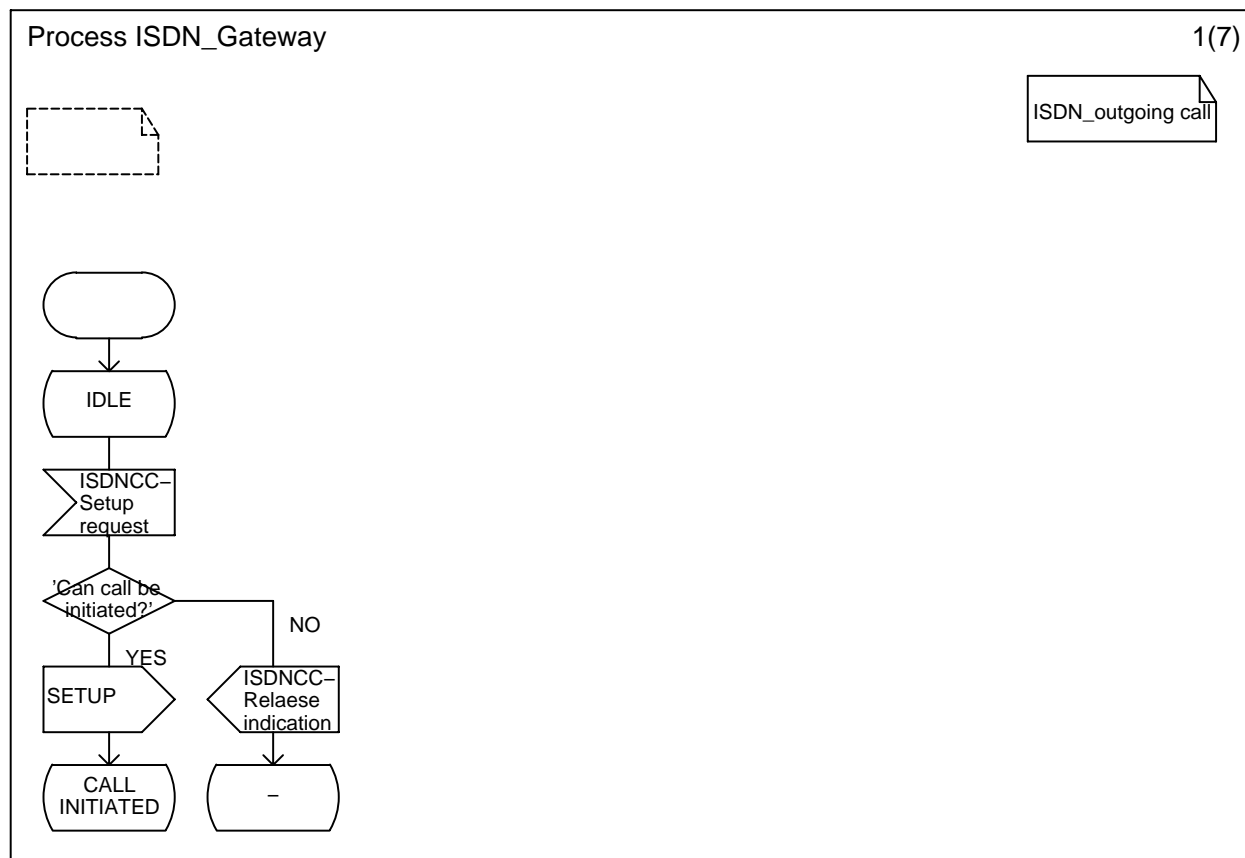 Process ISDN_Gateway
1(7)
ISDN_outgoing call
IDLE
ISDNCC–
Setup
request
'Can call be
initiated?'
NO
YES
SETUP
ISDNCC–
Relaese
indication
CALL
INITIATED
–